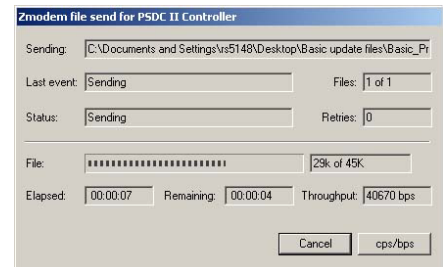 Zmodem file send for PSDC II Controller
Sending: C:\Documents and Settings\rs5148\Desktop\Basic update files\Basic_Pr
Last event: Sending Files: 1 of 1
Status: Sending Retries: 0
File: 29k of 45K
Elapsed: 00:00:07 Remaining: 00:00:04 Throughput: 40670 bps
Cancel cps/bps